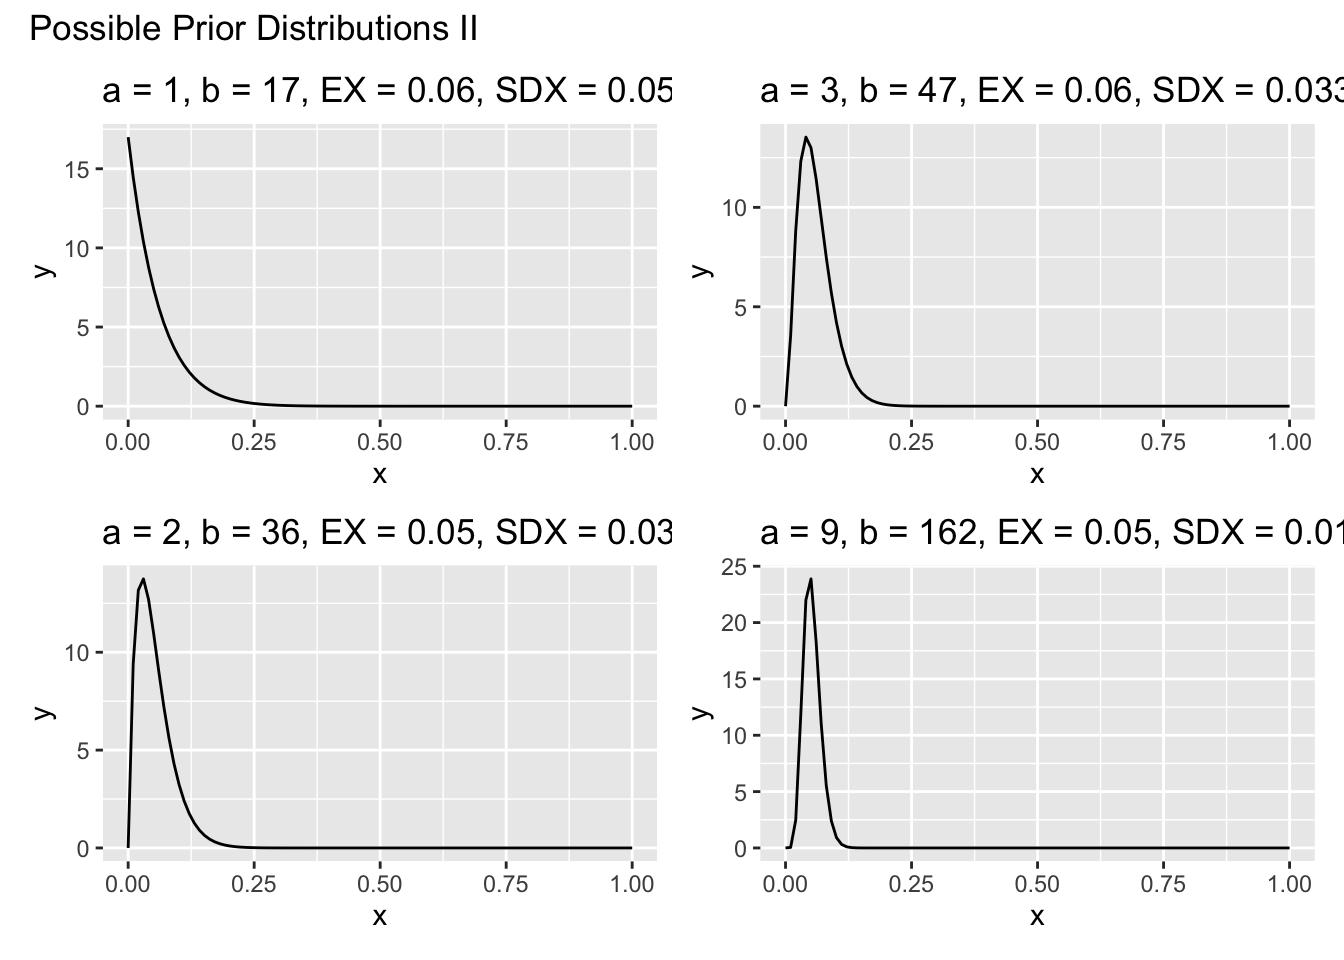 Possible Prior Distributions II
a = 1, b = 17, EX = 0.06, SDX = 0.05
15
10
5
0
y
0.00 0.25 0.50 0.75 1.00
x
a = 3, b = 47, EX = 0.06, SDX = 0.033
10
5
0
y
0.00 0.25 0.50 0.75 1.00
x
a = 2, b = 36, EX = 0.05, SDX = 0.03
10
5
0
y
0.00 0.25 0.50 0.75 1.00
x
a = 9, b = 162, EX = 0.05, SDX = 0.01
25
20
15
10
5
0
y
0.00 0.25 0.50 0.75 1.00
x